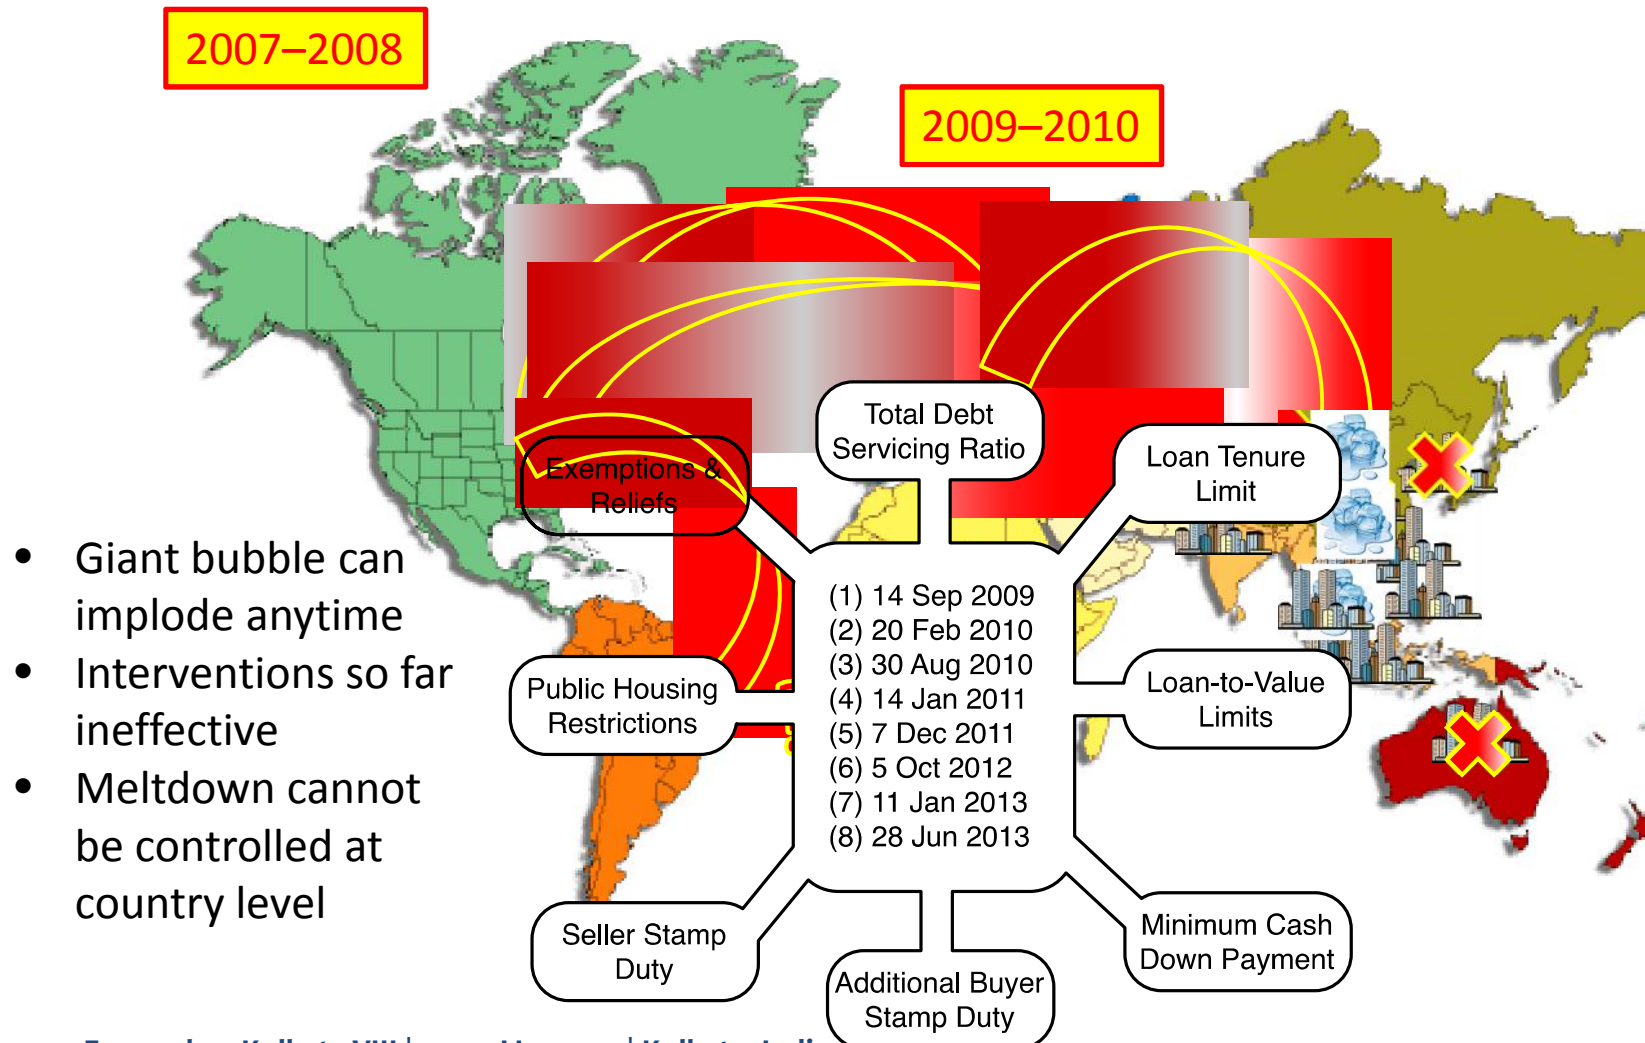 2007–2008
2009–2010
Total Debt
Servicing Ratio
Exemptions &
Reliefs
Loan Tenure
Limit
• Giant bubble can
implode anytime
• Interventions so far
ineffective
• Meltdown cannot
be controlled at
country level
(1) 14 Sep 2009
(2) 20 Feb 2010
(3) 30 Aug 2010
(4) 14 Jan 2011
(5) 7 Dec 2011
(6) 5 Oct 2012
(7) 11 Jan 2013
(8) 28 Jun 2013
Public Housing
Restrictions
Loan-to-Value
Limits
Seller Stamp
Duty
Minimum Cash
Down Payment
Additional Buyer
Stamp Duty
Kolkata VIII | Kolkata